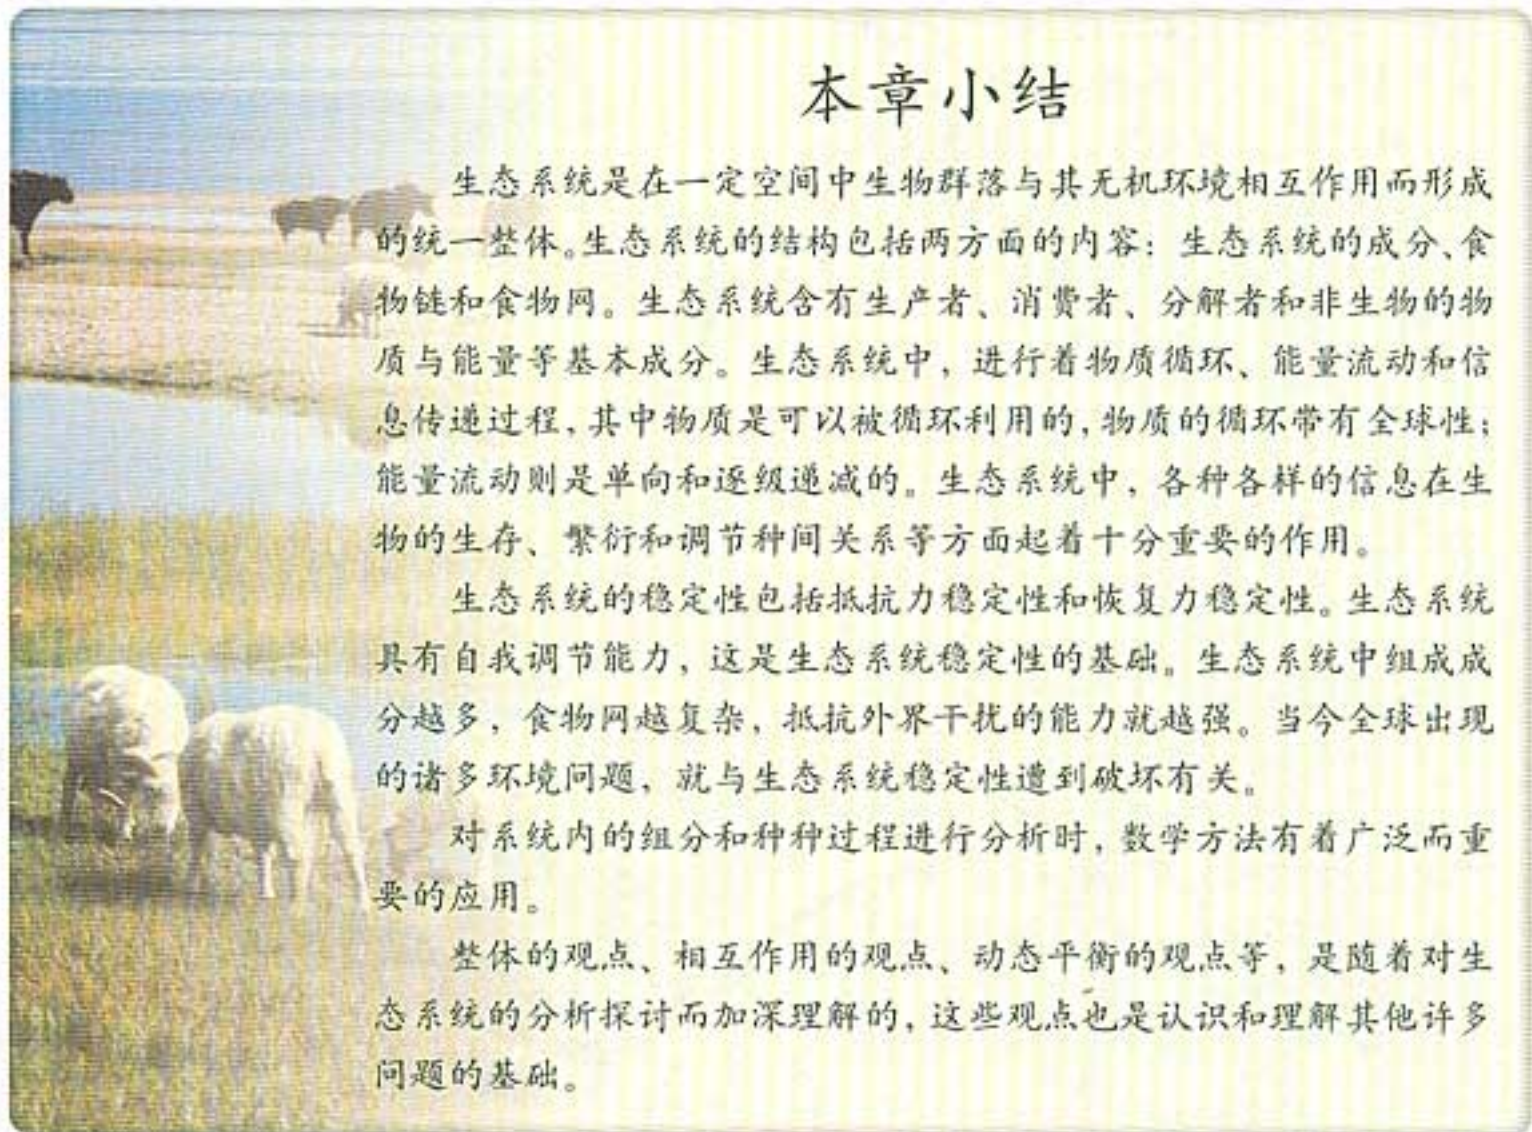 本章小结
生态系统是在一定空间中生物群落与其无机环境相互作用而形成
的统一整体。生态系统的结构包括两方面的内容：生态系统的成分、食
物链和食物网。生态系统含有生产者、消费者、分解者和非生物的物
质与能量等基本成分。生态系统中，进行着物质循环、能量流动和信
息传递过程，其中物质是可以被循环利用的，物质的循环带有全球性；
能量流动则是单向和逐级递减的。生态系统中，各种各样的信息在生
物的生存、繁衍和调节种间关系等方面起着十分重要的作用。
生态系统的稳定性包括抵抗力稳定性和恢复力稳定性。生态系统
具有自我调节能力，这是生态系统稳定性的基础。生态系统中组成成
分越多，食物网越复杂，抵抗外界干扰的能力就越强。当今全球出现
的诸多环境问题，就与生态系统稳定性遭到破坏有关。
对系统内的组分和种种过程进行分析时，数学方法有着广泛而重
要的应用。
整体的观点、相互作用的观点、动态平衡的观点等，是随着对生
态系统的分析探讨而加深理解的，这些观点也是认识和理解其他许多
问题的基础。